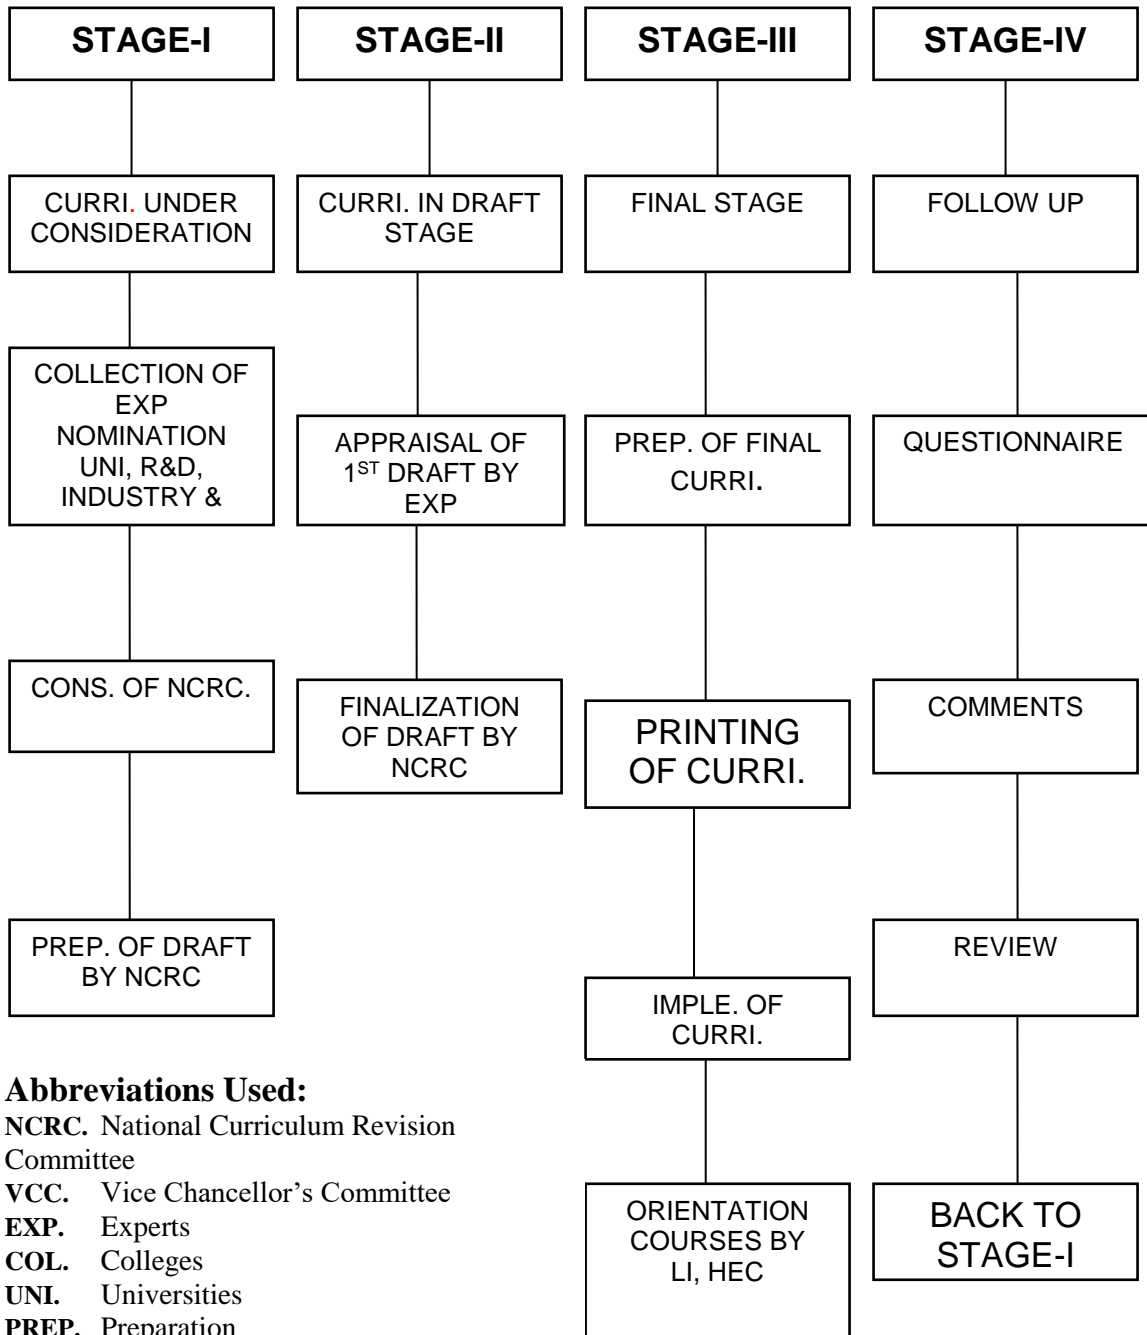 STAGE-I
CURRI. UNDER
CONSIDERATION
COLLECTION OF
EXP
NOMINATION
UNI, R&D,
INDUSTRY &
CONS. OF NCRC.
PREP. OF DRAFT
BY NCRC
STAGE-II
CURRI. IN DRAFT
STAGE
APPRAISAL OF
1ST DRAFT BY
EXP
FINALIZATION
OF DRAFT BY
NCRC
STAGE-III
FINAL STAGE
PREP. OF FINAL
CURRI.
PRINTING
OF CURRI.
IMPLE. OF
CURRI.
ORIENTATION
COURSES BY
LI, HEC
STAGE-IV
FOLLOW UP
QUESTIONNAIRE
COMMENTS
REVIEW
BACK TO
STAGE-I
Abbreviations Used:
NCRC. National Curriculum Revision
Committee
VCC. Vice Chancellor’s Committee
EXP. Experts
COL. Colleges
UNI. Universities
PREP. Preparation